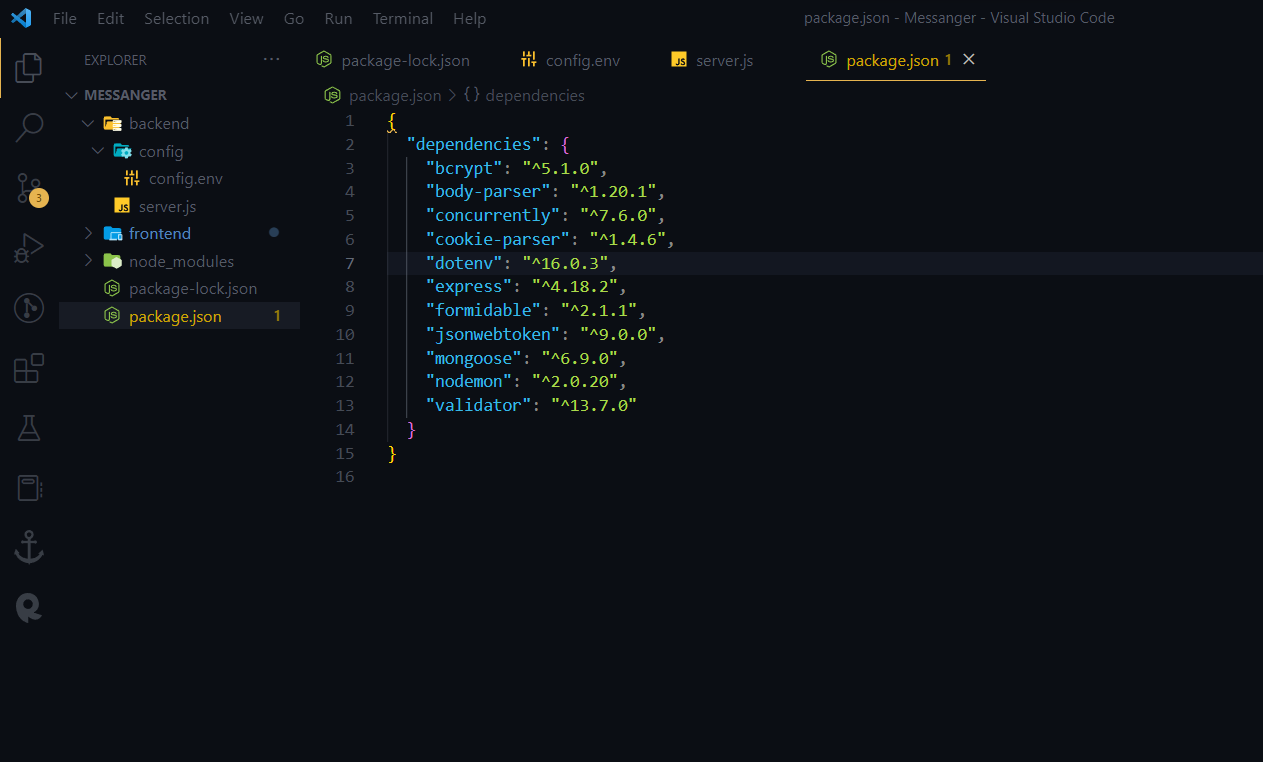 File Edit Selection View Go Run Terminal Help
package.json - Messanger - Visual Studio Code
EXPLORER ···
MESSANGER
backend
config
config.env
server.js
frontend
node_modules
package-lock.json
package.json 1
3
package-lock.json config.env JS server.js package.json 1
package.json > {} dependencies
1 {
2 "dependencies": {
3 "bcrypt": "^5.1.0",
4 "body-parser": "^1.20.1",
5 "concurrently": "^7.6.0",
6 "cookie-parser": "^1.4.6",
7 "dotenv": "^16.0.3",
8 "express": "^4.18.2",
9 "formidable": "^2.1.1",
10 "jsonwebtoken": "^9.0.0",
11 "mongoose": "^6.9.0",
12 "nodemon": "^2.0.20",
13 "validator": "^13.7.0"
14 }
15 }
16